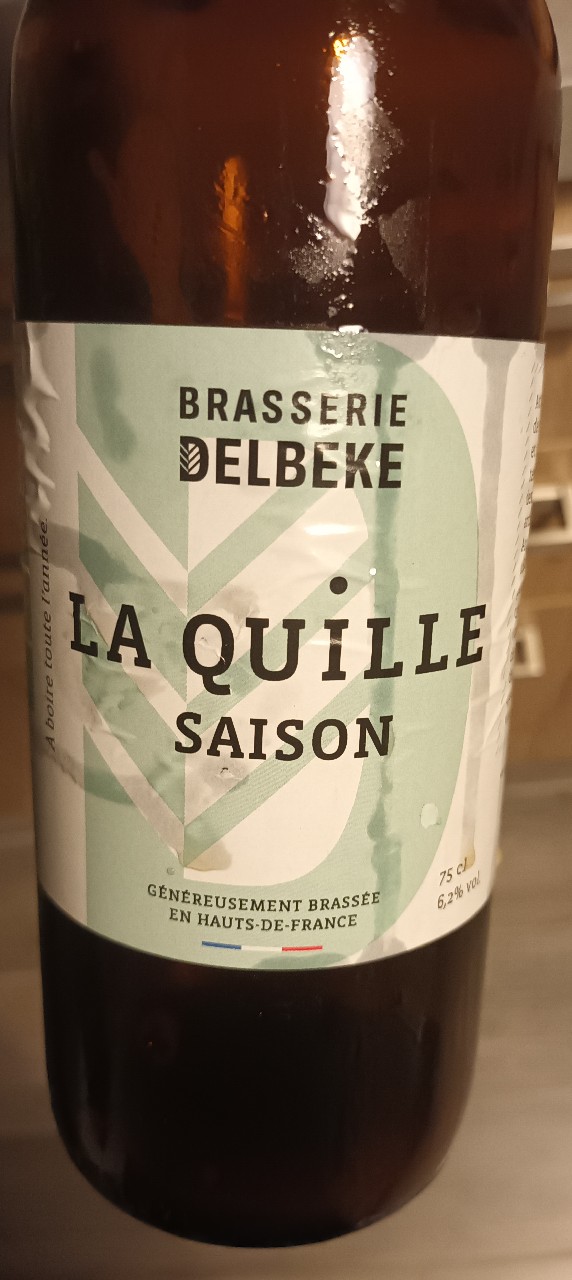 BRASSERIE
DELBEKE
LA QUiLLE
SAISON
GÉNÉREUSEMENT BRASSÉE
EN HAUTS-DE-FRANCE
75 cl
6,2% vol.
A boire toute l'année.